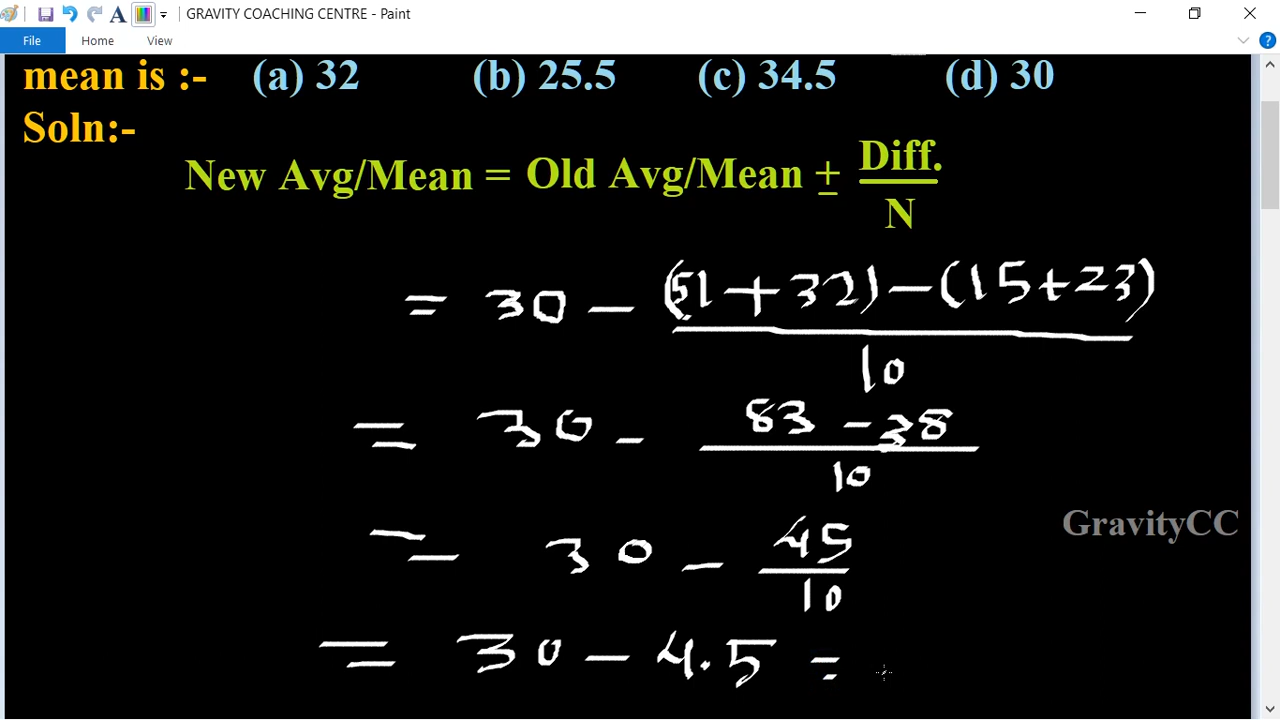 GRAVITY COACHING CENTRE - Paint
File Home View
mean is :- (a) 32 (b) 25.5 (c) 34.5 (d) 30
Soln:-
New Avg/Mean = Old Avg/Mean ± Diff./N
= 30 - (51+32) - (15+23)
10
= 30 - 83 - 38
10
= 30 - 45
10
= 30 - 4.5 =
GravityCC